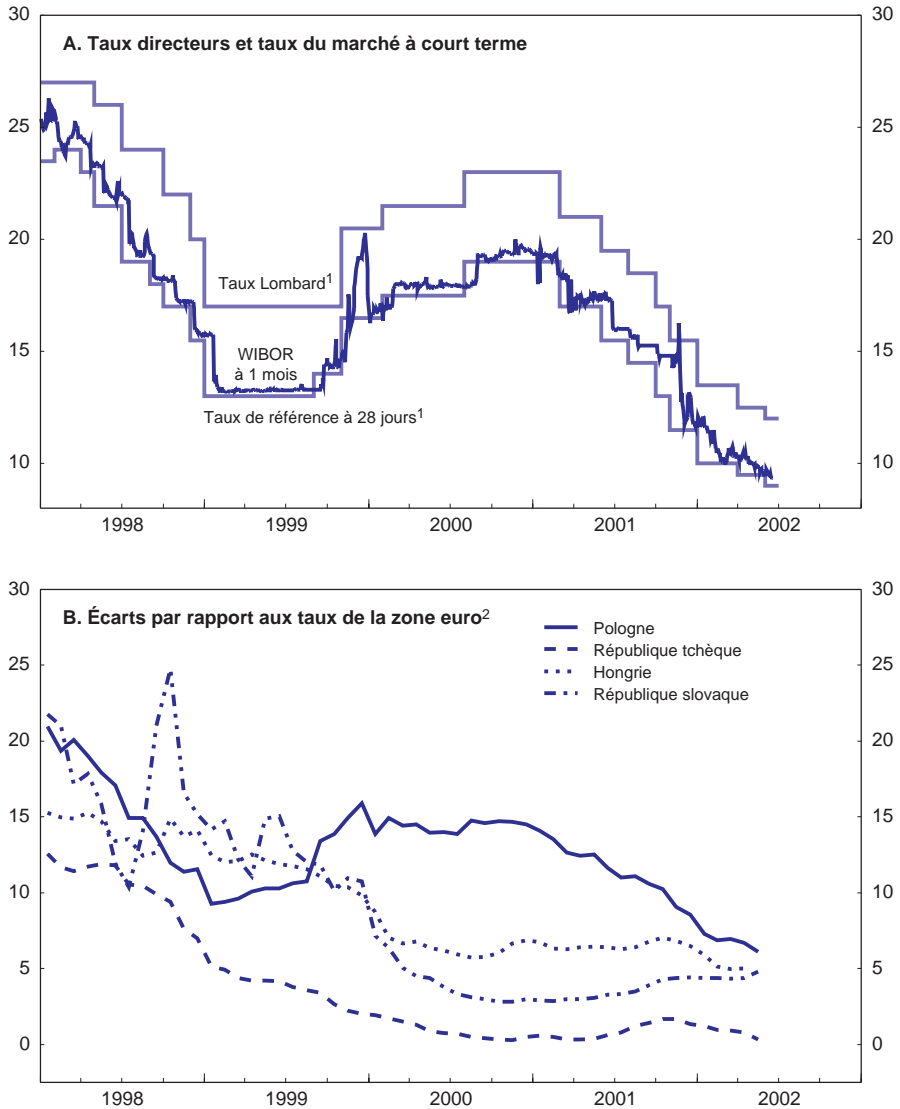 30 30
A. Taux directeurs et taux du marché à court terme
25 25
20 20
Taux Lombard1
15 15
WIBOR
à 1 mois
Taux de référence à 28 jours1
10 10
1998 1999 2000 2001 2002
30 30
B. Écarts par rapport aux taux de la zone euro2
Pologne
République tchèque
25 25
Hongrie
République slovaque
20 20
15 15
10 10
5 5
0 0
1998 1999 2000 2001 2002